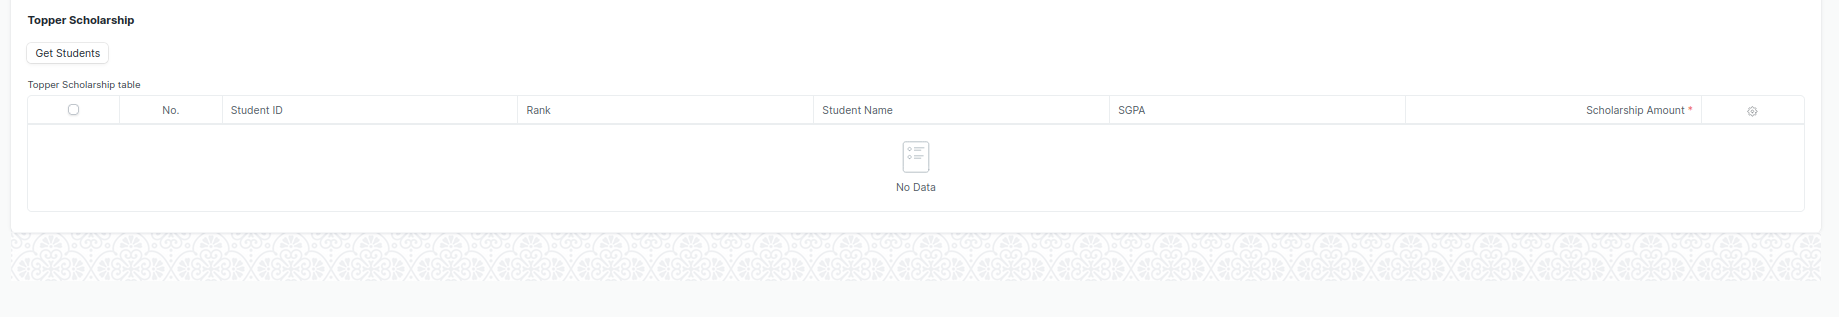 Topper Scholarship
Get Students
Topper Scholarship table
No. Student ID Rank Student Name SGPA Scholarship Amount *
No Data